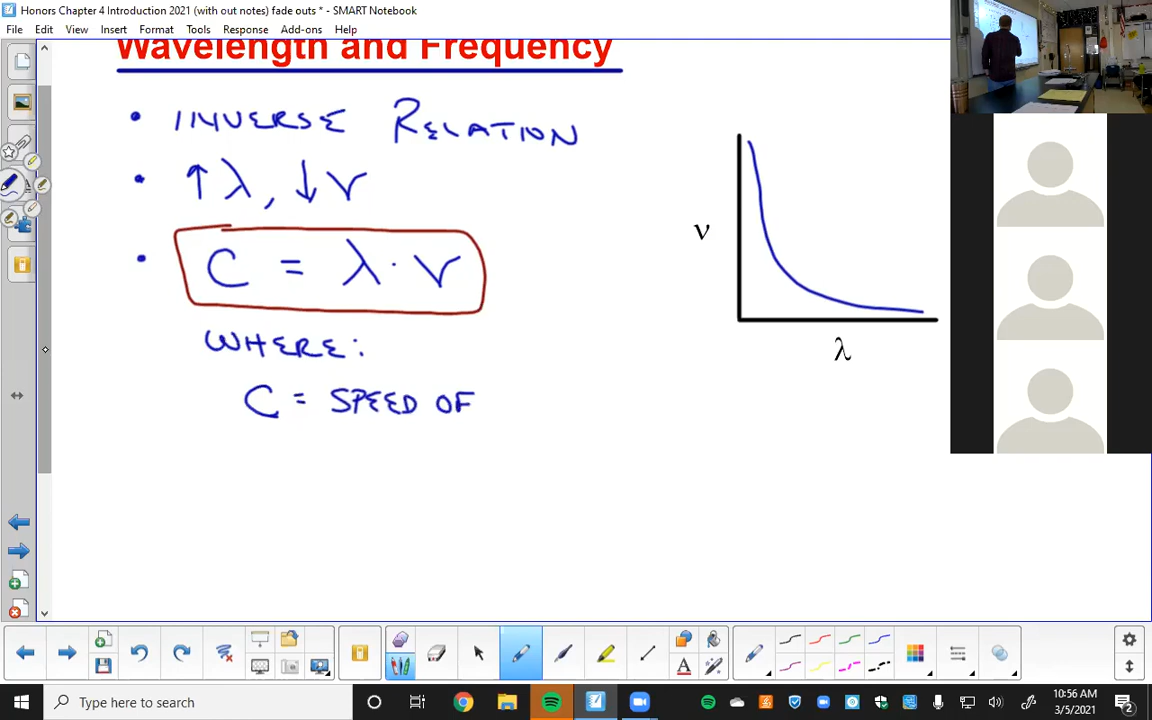 Honors Chapter 4 Introduction 2021 (with out notes) fade outs * - SMART Notebook
File Edit View Insert Format Tools Response Add-ons Help
Wavelength and Frequency
• INVERSE RELATION
• ↑λ, ↓ν
• C = λ · ν
WHERE:
C = SPEED OF
ν
λ
A
Type here to search
10:56 AM
3/5/2021
2